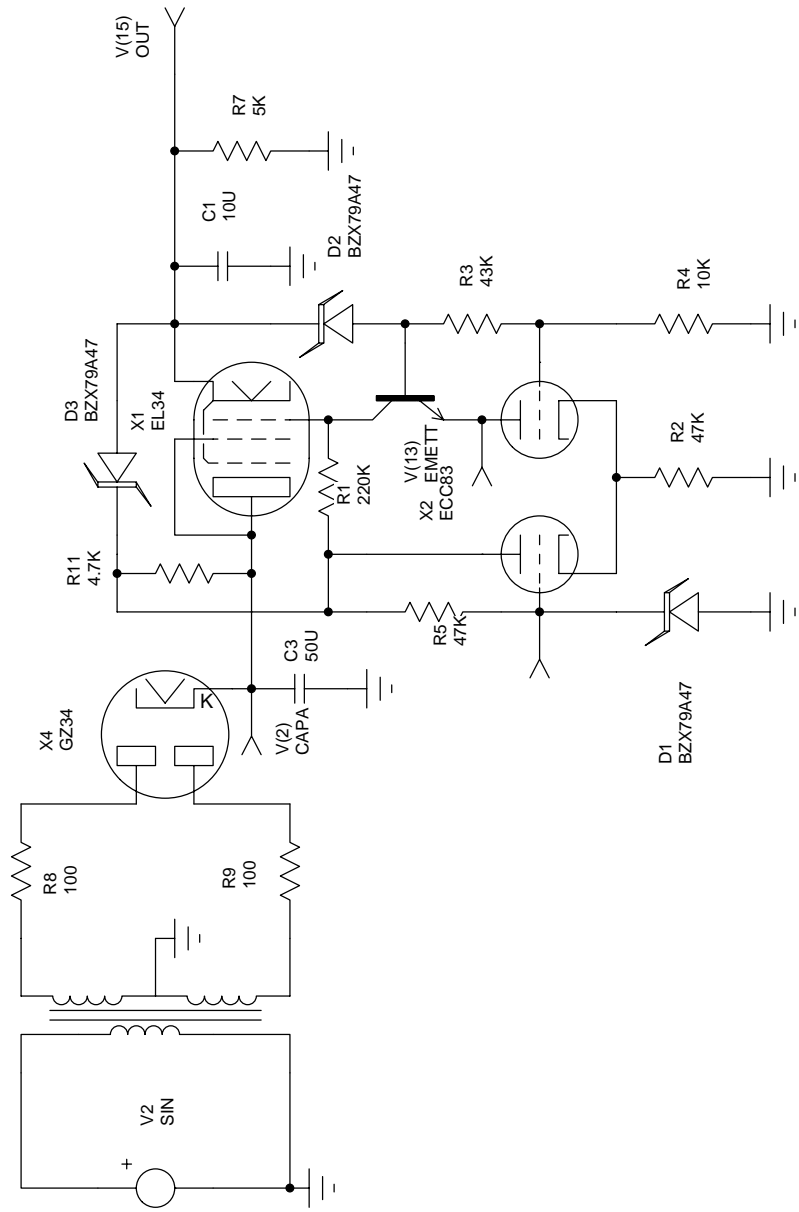 V2
SIN
+
R8
100
R9
100
X4
GZ34
K
V(2)
CAPA
C3
50U
R11
4.7K
D3
BZX79A47
X1
EL34
R1
220K
R5
47K
D1
BZX79A47
X2
ECC83
V(13)
EMETT
D2
BZX79A47
C1
10U
R7
5K
V(15)
OUT
R3
43K
R4
10K
R2
47K